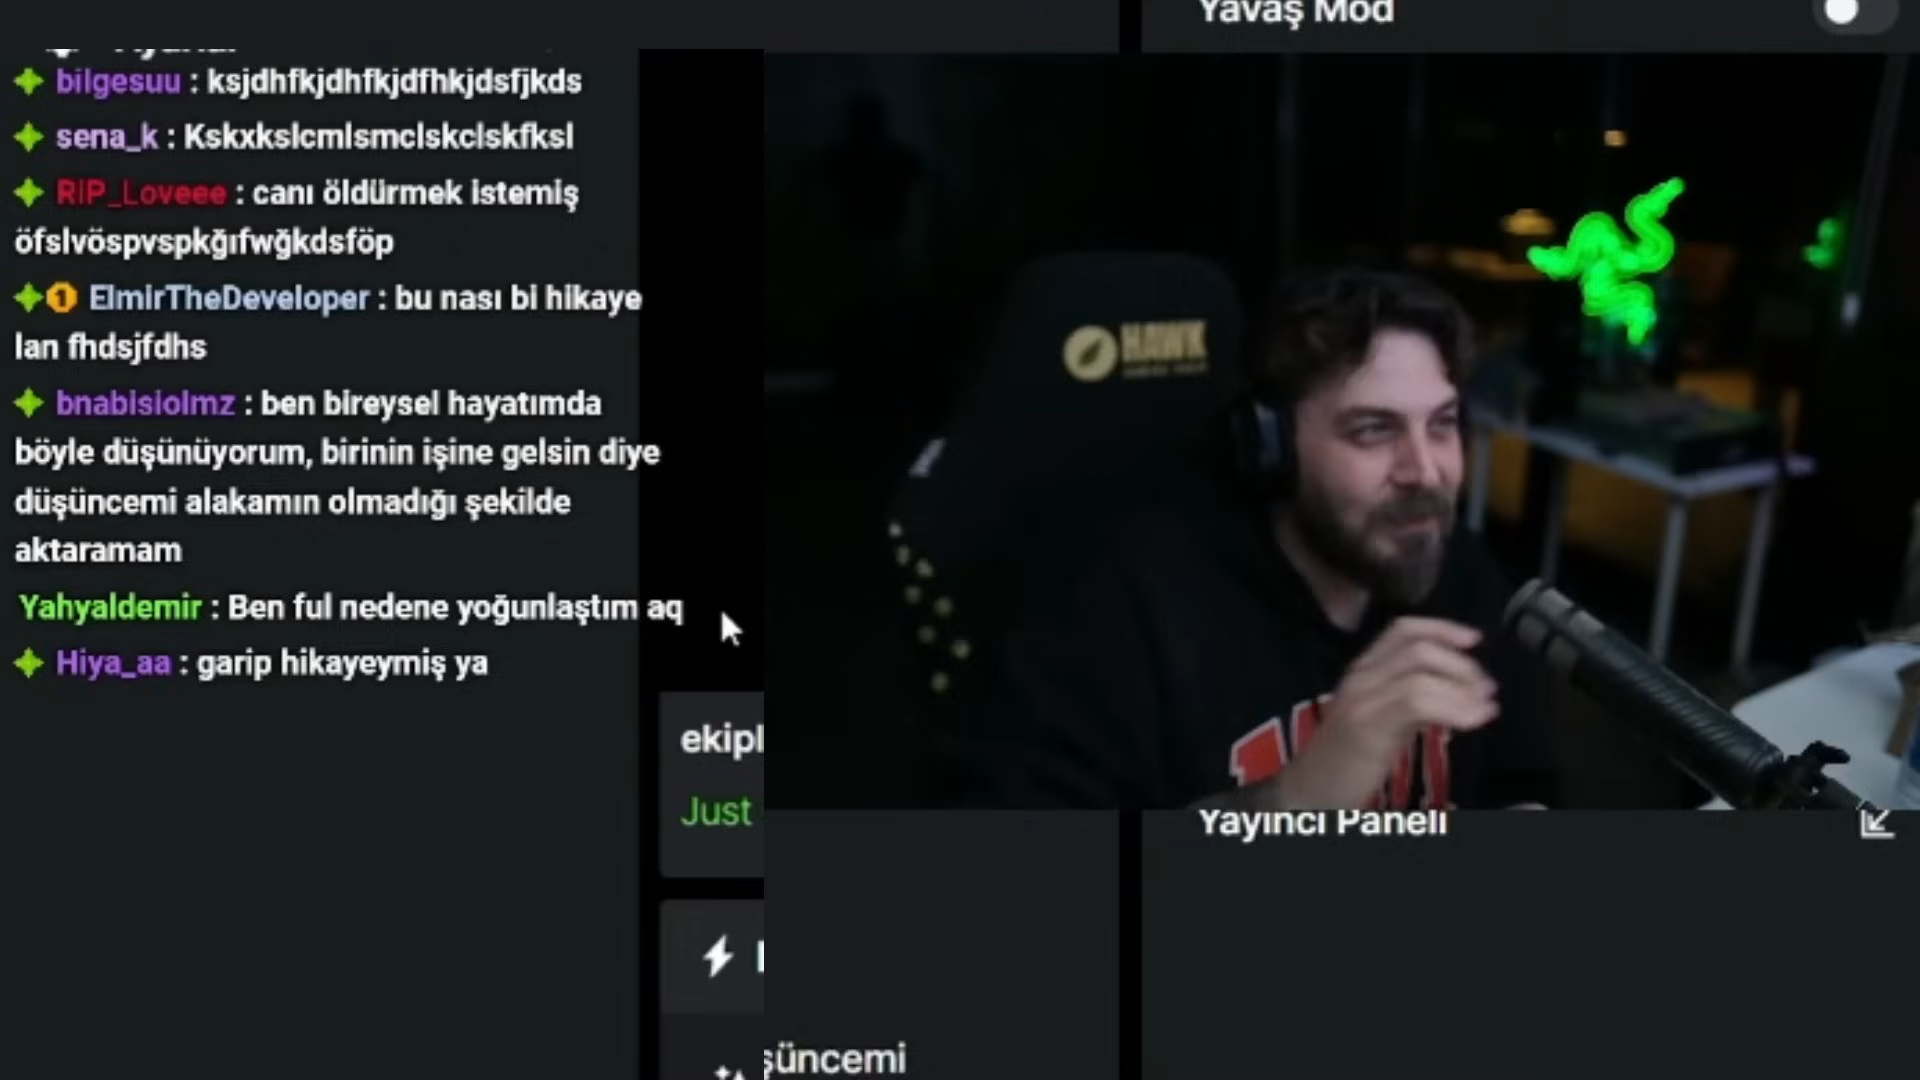 Yavaş Mod
bilgesuu : ksjdhfkjdhfkjdfhkjdsfjkds
sena_k : Kskxkslcmlsmclskclskfksl
RIP_Loveee : canı öldürmek istemiş
öfslvöspvspkğıfwğkdsföp
1 ElmirTheDeveloper : bu nası bi hikaye
lan fhdsjfdhs
bnabisiolmz : ben bireysel hayatımda
böyle düşünüyorum, birinin işine gelsin diye
düşüncemi alakamın olmadığı şekilde
aktaramam
Yahyaldemir : Ben ful nedene yoğunlaştım aq
Hiya_aa : garip hikayeymiş ya
HAWK
ekipl
Just
Yayıncı Paneli
şüncemi